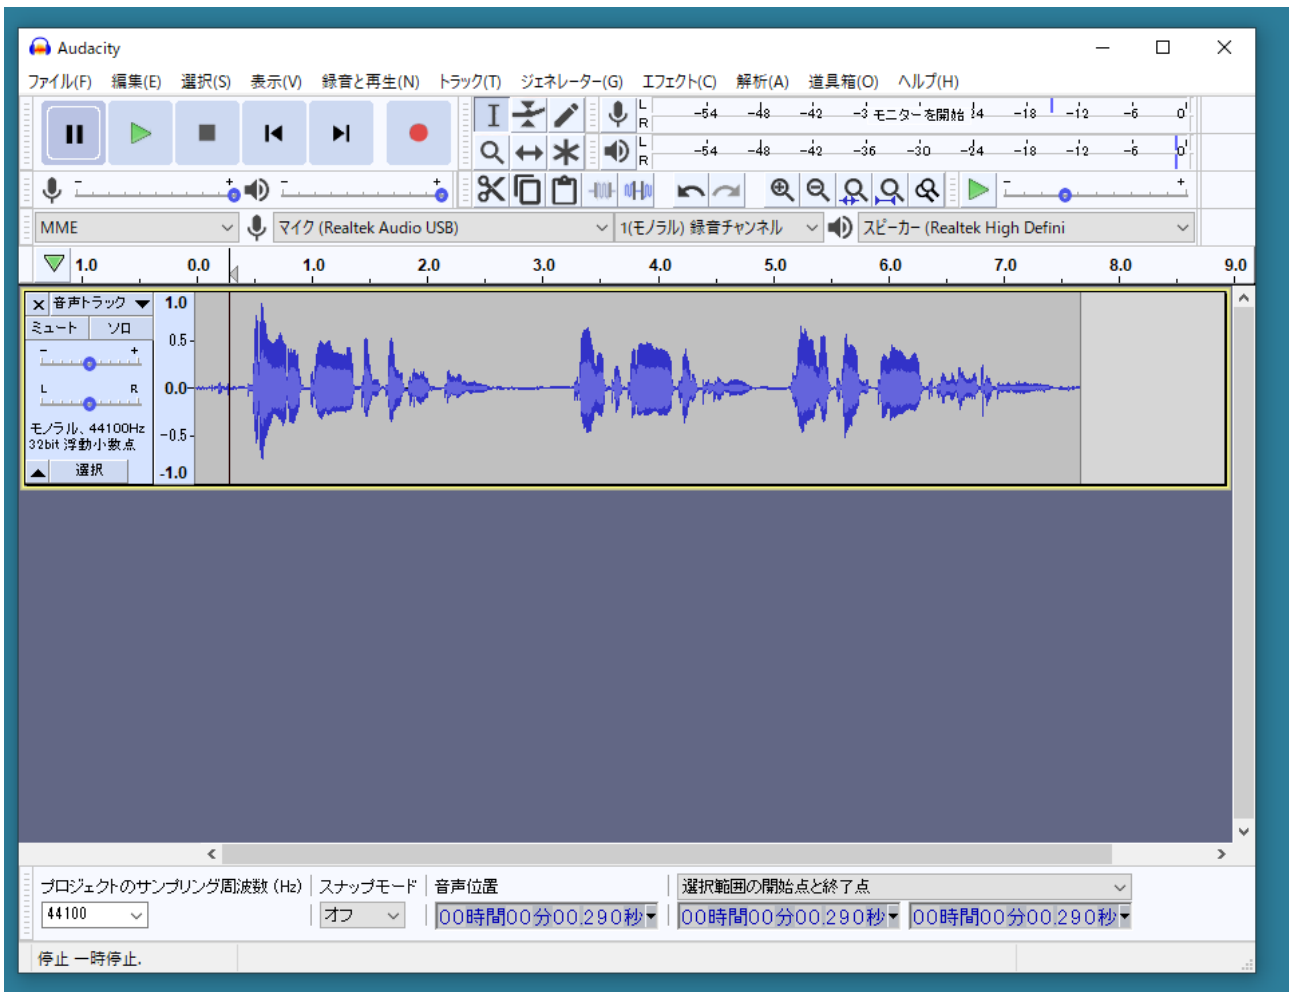 Audacity
ファイル(F) 編集(E) 選択(S) 表示(V) 録音と再生(N) トラック(T) ジェネレーター(G) エフェクト(C) 解析(A) 道具箱(O) ヘルプ(H)
L R -54 -48 -42 -3 モニターを開始 -24 -18 -12 -6 0
L R -54 -48 -42 -36 -30 -24 -18 -12 -6 0
- + - + - +
MME マイク (Realtek Audio USB) 1(モノラル) 録音チャンネル スピーカー (Realtek High Defini
1.0 0.0 1.0 2.0 3.0 4.0 5.0 6.0 7.0 8.0 9.0
× 音声トラック 1.0
ミュート ソロ
- + 0.5
L R 0.0
モノラル、44100Hz
32bit 浮動小数点 -0.5
選択 -1.0
プロジェクトのサンプリング周波数 (Hz) スナップモード 音声位置 選択範囲の開始点と終了点
44100 オフ 00時間00分00.290秒 00時間00分00.290秒 00時間00分00.290秒
停止 一時停止.